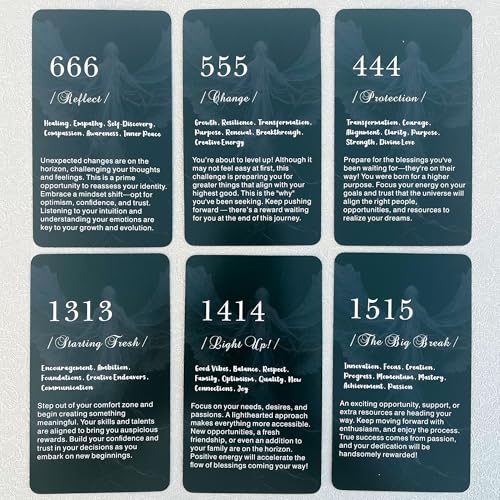 666
/ Reflect /
Healing, Empathy, Self-Discovery,
Compassion, Awareness, Inner Peace
Unexpected changes are on the
horizon, challenging your thoughts
and feelings. This is a prime
opportunity to reassess your identity.
Embrace a mindset shift—opt for
optimism, confidence, and trust.
Listening to your intuition and
understanding your emotions are
key to your growth and evolution.
555
/ Change /
Growth, Resilience, Transformation,
Purpose, Renewal, Breakthrough,
Creative Energy
You're about to level up! Although it
may not feel easy at first, this
challenge is preparing you for
greater things that align with your
highest good. This is the "why"
you've been seeking. Keep pushing
forward — there's a reward waiting
for you at the end of this journey.
444
/ Protection /
Transformation, Courage,
Alignment, Clarity, Purpose,
Strength, Divine Love
Prepare for the blessings you've
been waiting for—they're on their
way! You were born for a higher
purpose. Focus your energy on your
goals and trust that the universe will
align the right people,
opportunities, and resources to
realize your dreams.
1313
/ Starting Fresh /
Encouragement, Ambition,
Foundations, Creative Endeavors,
Communication
Step out of your comfort zone and
begin creating something
meaningful. Your skills and talents
are aligned to bring you auspicious
rewards. Build your confidence and
trust in your decisions as you
embark on new beginnings.
1414
/ Light Up! /
Good Vibes, Balance, Respect,
Family, Optimism, Quality, New
Connections, Joy
Focus on your needs, desires, and
passions. A lighthearted approach
makes everything more accessible.
New opportunities, a fresh
friendship, or even an addition to
your family are on the horizon.
Positive energy will accelerate the
flow of blessings coming your way!
1515
/ The Big Break /
Innovation, Focus, Creation,
Progress, Momentum, Mastery,
Achievement, Passion
An exciting opportunity, support, or
extra resources are heading your
way. Keep moving forward with
enthusiasm, and enjoy the process.
True success comes from passion,
and your dedication will be
handsomely rewarded!